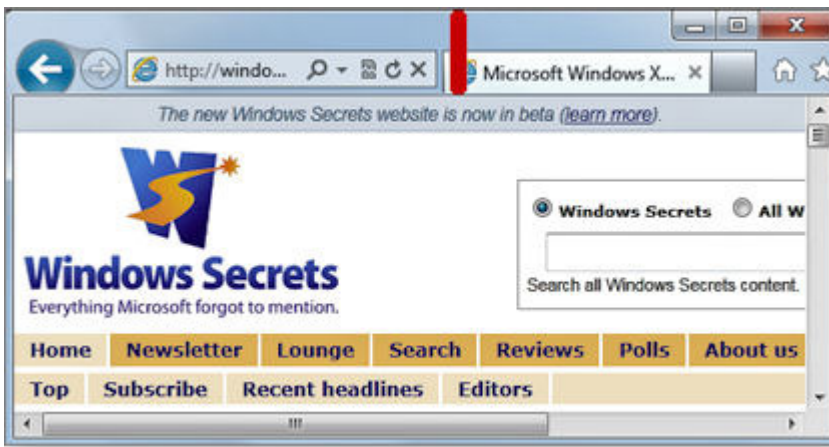 http://windo...
Microsoft Windows X...
The new Windows Secrets website is now in beta (learn more).
Windows Secrets
Everything Microsoft forgot to mention.
Windows Secrets All W
Search all Windows Secrets content.
Home Newsletter Lounge Search Reviews Polls About us
Top Subscribe Recent headlines Editors